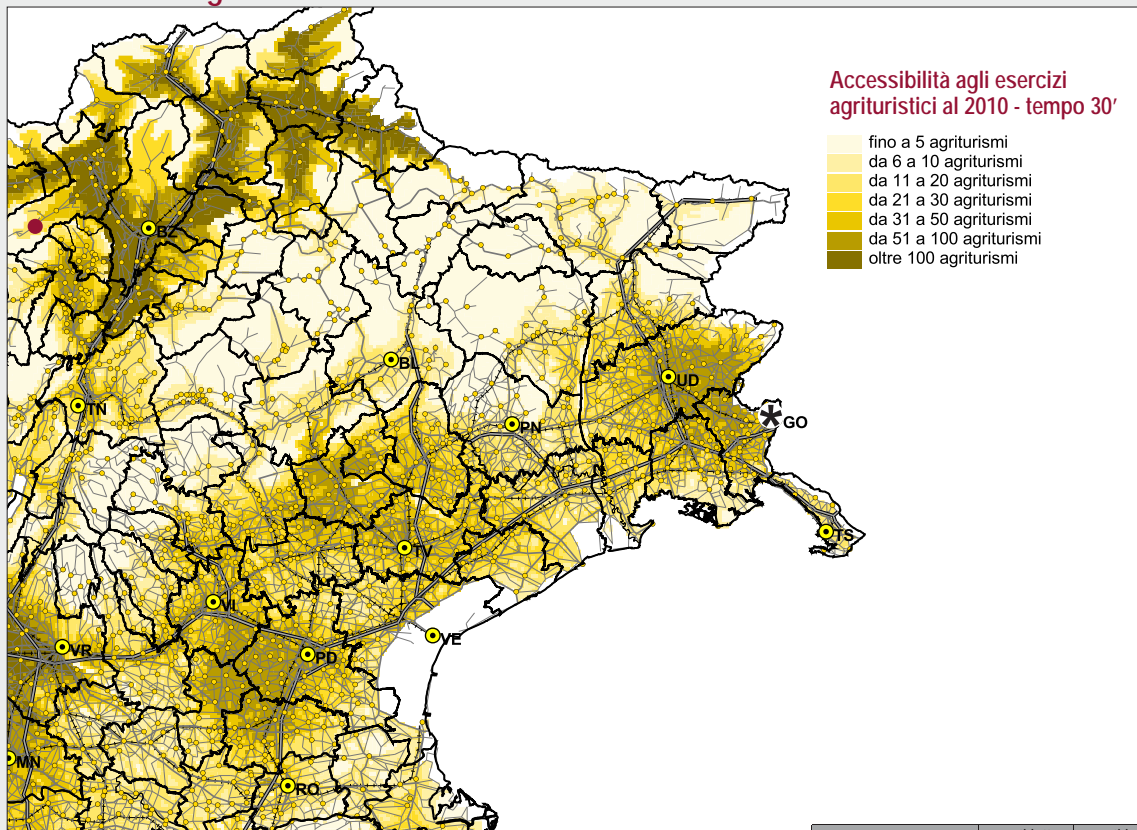 Accessibilità agli esercizi
agrituristici al 2010 - tempo 30'
fino a 5 agriturismi
da 6 a 10 agriturismi
da 11 a 20 agriturismi
da 21 a 30 agriturismi
da 31 a 50 agriturismi
da 51 a 100 agriturismi
oltre 100 agriturismi
BZ
BL
UD
TN
PN
* GO
TS
TV
VI
VE
VR
PD
MN
RO